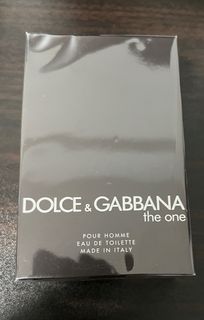 DOLCE & GABBANA
the one
POUR HOMME
EAU DE TOILETTE
MADE IN ITALY